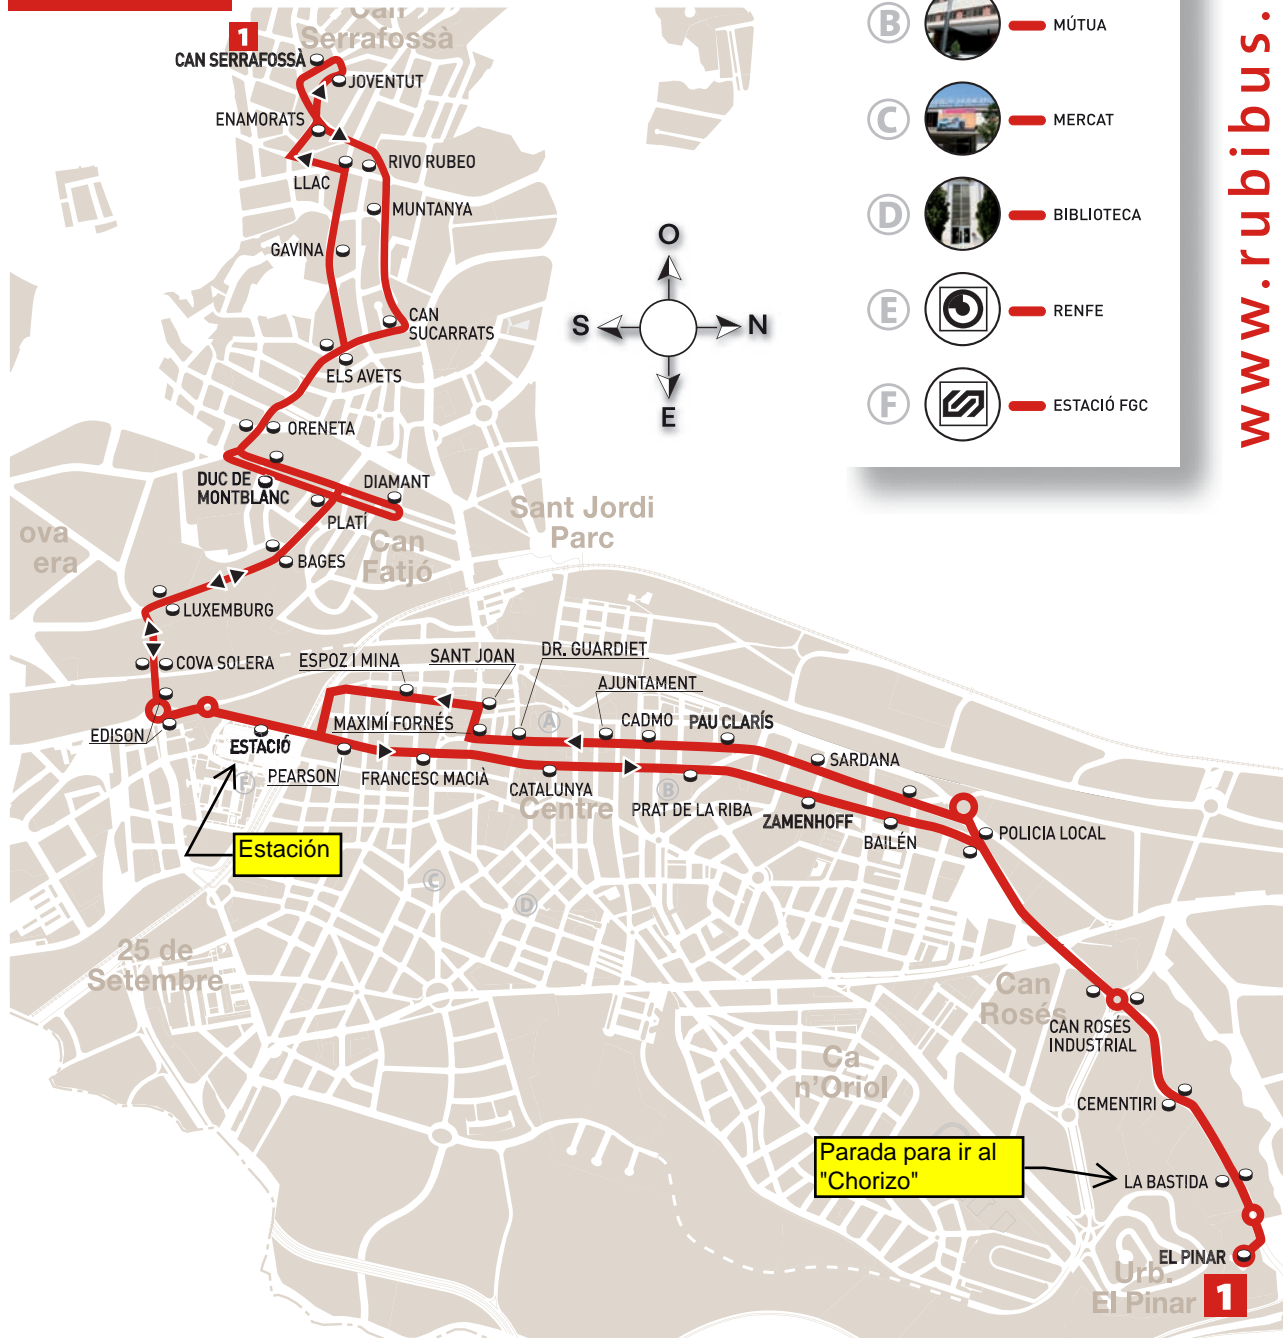 Can
Serrafossà
1
CAN SERRAFOSSÀ
JOVENTUT
ENAMORATS
RIVO RUBEO
LLAC
MUNTANYA
GAVINA
CAN
SUCARRATS
ELS AVETS
ORENETA
DUC DE
MONTBLANC
DIAMANT
PLATÍ
BAGES
Can
Fatjó
ova
era
Sant Jordi
Parc
O
S
N
E
B
MÚTUA
C
MERCAT
D
BIBLIOTECA
E
RENFE
F
ESTACIÓ FGC
www.rubibus.
LUXEMBURG
COVA SOLERA
EDISON
ESPOZ I MINA
SANT JOAN
DR. GUARDIET
AJUNTAMENT
MAXIMÍ FORNÉS
A
CADMO
PAU CLARÍS
SARDANA
ESTACIÓ
PEARSON
FRANCESC MACIÀ
CATALUNYA
Centre
B
PRAT DE LA RIBA
ZAMENHOFF
BAILÉN
POLICIA LOCAL
F
Estación
C
D
25 de
Setembre
Can
Rosés
CAN ROSÉS
INDUSTRIAL
Ca
n'Oriol
CEMENTIRI
Parada para ir al
"Chorizo"
LA BASTIDA
EL PINAR
Urb.
El Pinar
1